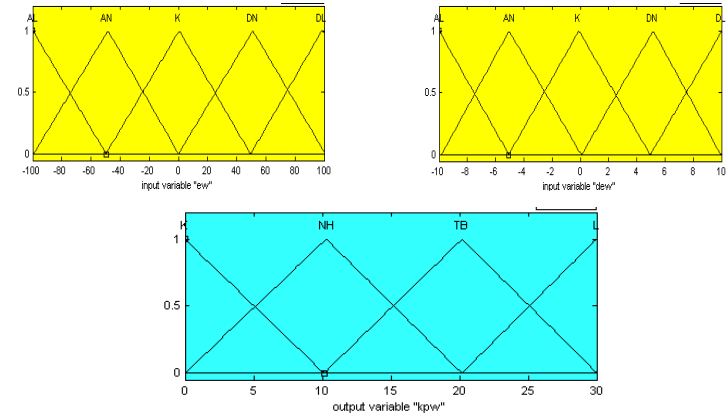 AL AN K DN DL
1
0.5
0
-100 -80 -60 -40 -20 0 20 40 60 80 100
input variable "ew"
AL AN K DN DL
1
0.5
0
-10 -8 -6 -4 -2 0 2 4 6 8 10
input variable "dew"
K NH TB L
1
0.5
0
0 5 10 15 20 25 30
output variable "kpw"